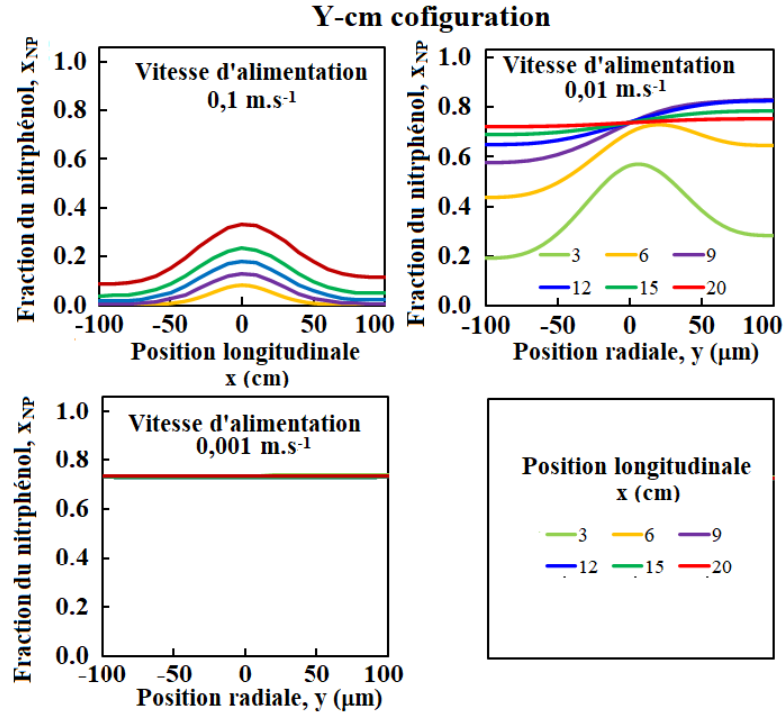 Y-cm cofiguration
Fraction du nitrphénol, xNP
1.0
0.8
0.6
0.4
0.2
0.0
Vitesse d'alimentation
0,1 m.s-1
-100 -50 0 50 100
Position longitudinale
x (cm)
Fraction du nitrphénol, xNP
1.0
0.8
0.6
0.4
0.2
0.0
Vitesse d'alimentation
0,01 m.s-1
3 6 9
12 15 20
-100 -50 0 50 100
Position radiale, y (μm)
Fraction du nitrphénol, xNP
1.0
0.8
0.6
0.4
0.2
0.0
Vitesse d'alimentation
0,001 m.s-1
-100 -50 0 50 100
Position radiale, y (μm)
Position longitudinale
x (cm)
3 6 9
12 15 20